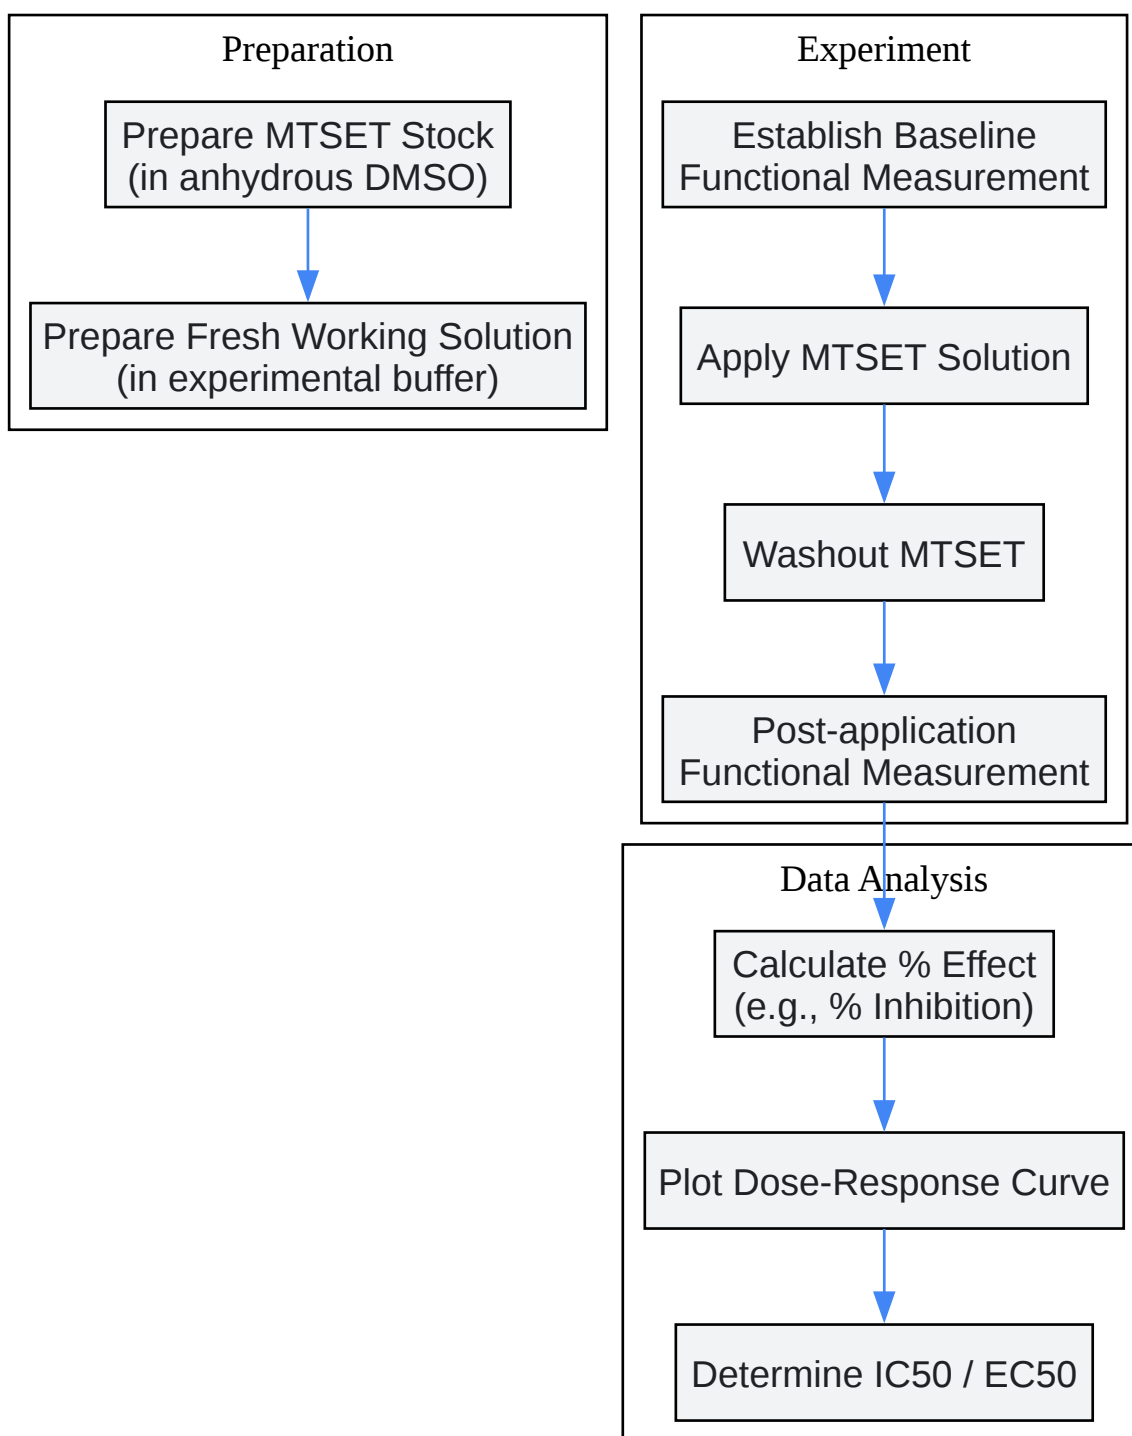 Preparation
Prepare MTSET Stock
(in anhydrous DMSO)
Prepare Fresh Working Solution
(in experimental buffer)
Experiment
Establish Baseline
Functional Measurement
Apply MTSET Solution
Washout MTSET
Post-application
Functional Measurement
Data Analysis
Calculate % Effect
(e.g., % Inhibition)
Plot Dose-Response Curve
Determine IC50 / EC50